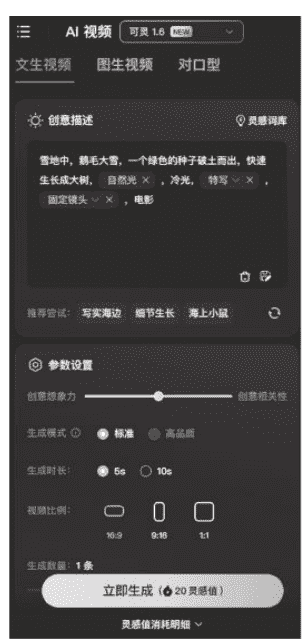 AI 视频 可灵 1.6 NEW
文生视频 图生视频 对口型
创意描述 灵感词库
雪地中，鹅毛大雪，一个绿色的种子破土而出，快速
生长成大树， 自然光 × ，冷光， 特写 × ，
固定镜头 × ，电影
推荐尝试： 写实海边 细节生长 海上小鼠
参数设置
创意想象力 创意相关性
生成模式 标准 高品质
生成时长： 5s 10s
视频比例：
16:9 9:16 1:1
生成数量：1 条
立即生成（20 灵感值）
灵感值消耗明细